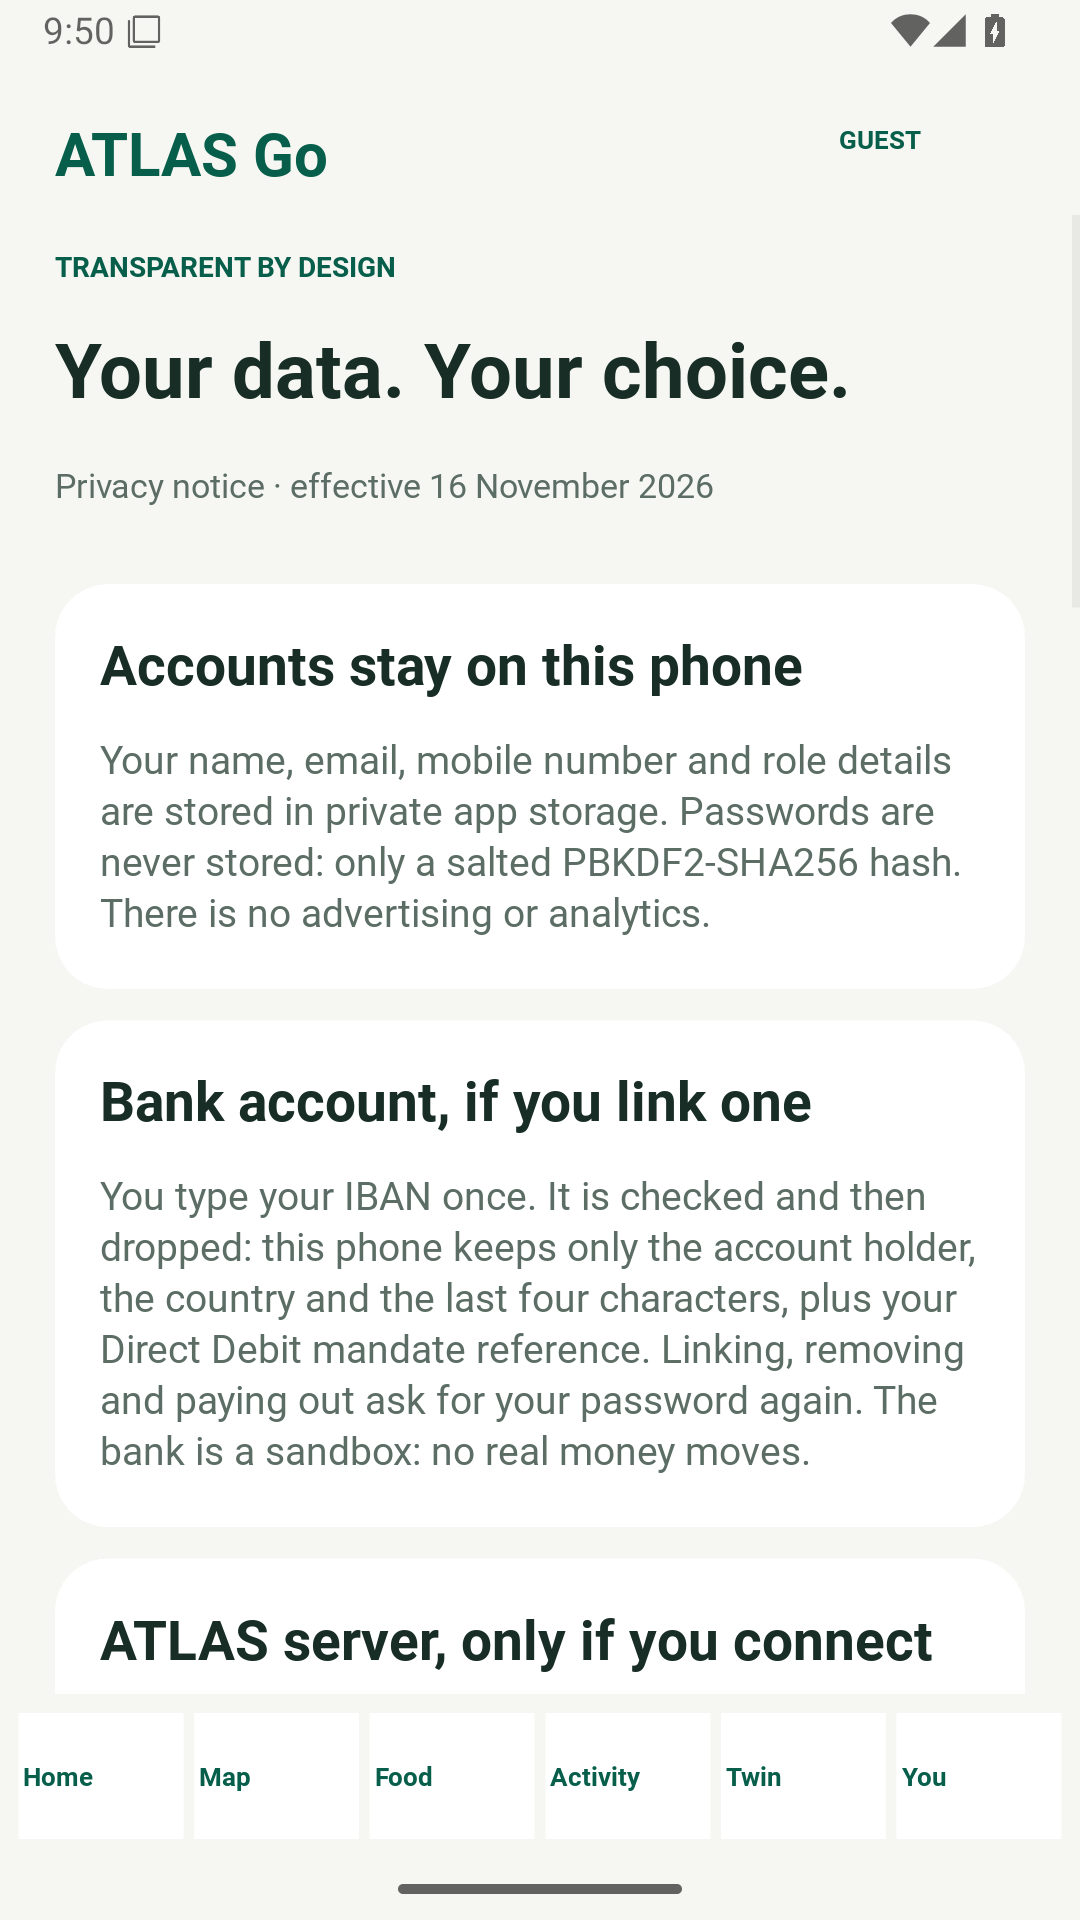 9:50
ATLAS Go
GUEST
TRANSPARENT BY DESIGN
Your data. Your choice.
Privacy notice · effective 16 November 2026
Accounts stay on this phone
Your name, email, mobile number and role details
are stored in private app storage. Passwords are
never stored: only a salted PBKDF2-SHA256 hash.
There is no advertising or analytics.
Bank account, if you link one
You type your IBAN once. It is checked and then
dropped: this phone keeps only the account holder,
the country and the last four characters, plus your
Direct Debit mandate reference. Linking, removing
and paying out ask for your password again. The
bank is a sandbox: no real money moves.
ATLAS server, only if you connect
Home
Map
Food
Activity
Twin
You